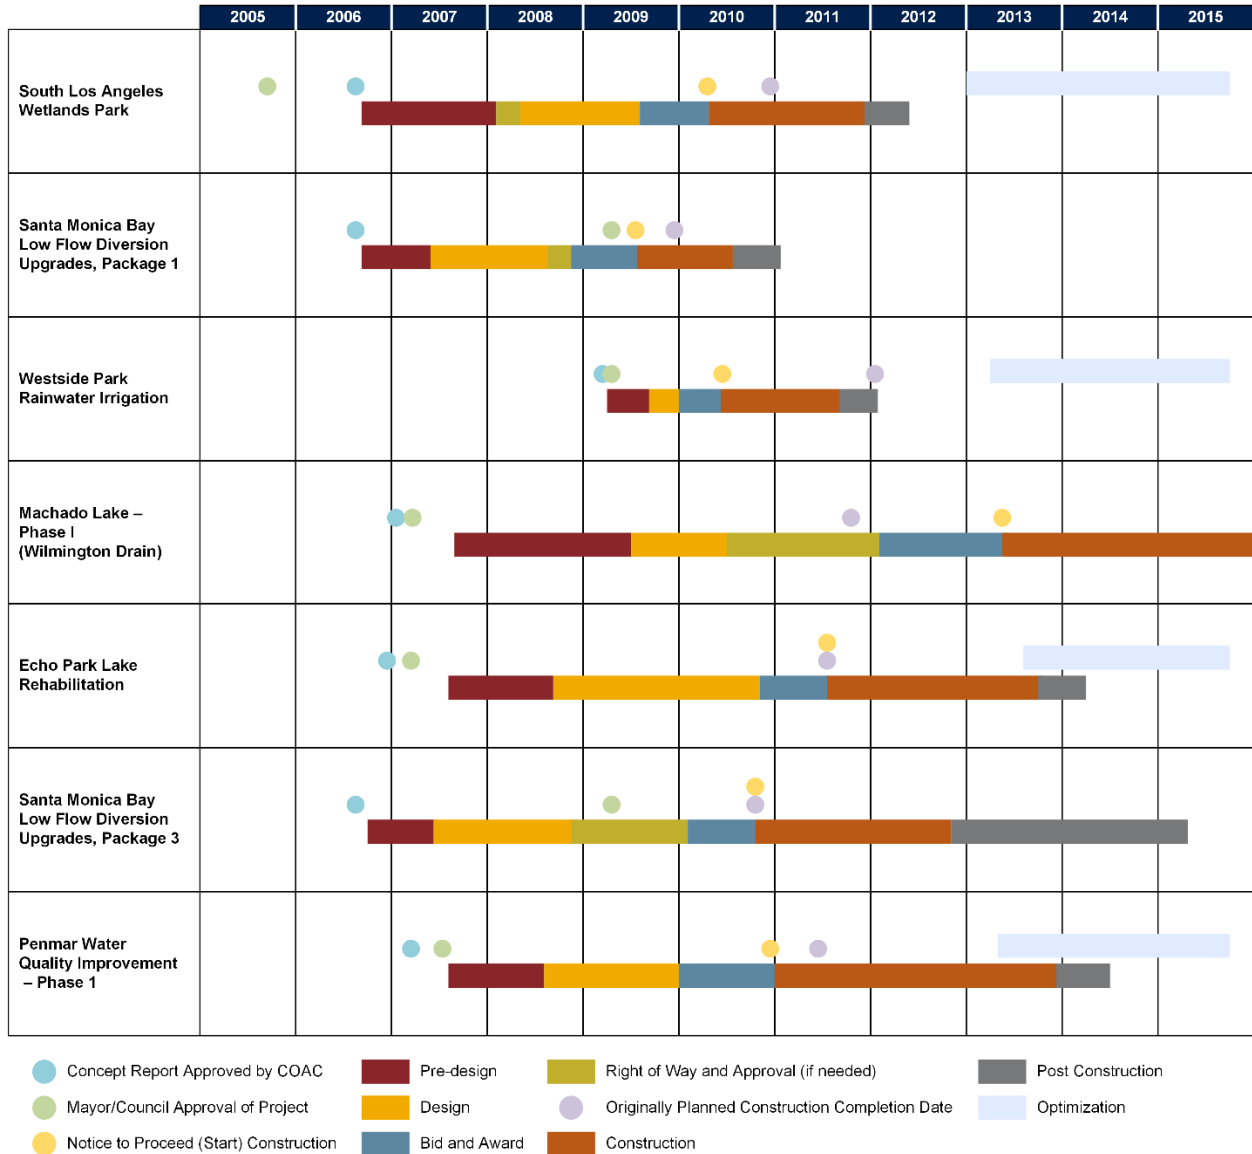 2005 2006 2007 2008 2009 2010 2011 2012 2013 2014 2015
South Los Angeles
Wetlands Park
Santa Monica Bay
Low Flow Diversion
Upgrades, Package 1
Westside Park
Rainwater Irrigation
Machado Lake –
Phase I
(Wilmington Drain)
Echo Park Lake
Rehabilitation
Santa Monica Bay
Low Flow Diversion
Upgrades, Package 3
Penmar Water
Quality Improvement
– Phase 1
Concept Report Approved by COAC
Pre-design
Right of Way and Approval (if needed)
Post Construction
Mayor/Council Approval of Project
Design
Originally Planned Construction Completion Date
Optimization
Notice to Proceed (Start) Construction
Bid and Award
Construction